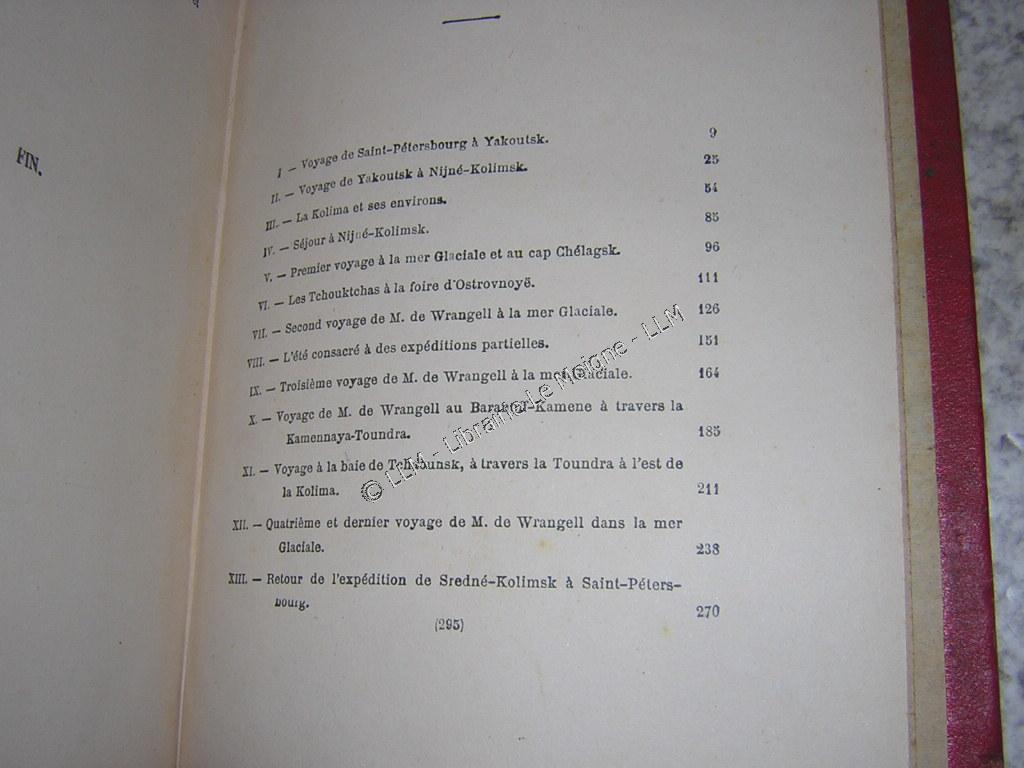 FIN.
I — Voyage de Saint-Pétersbourg à Yakoutsk. 9
II. — Voyage de Yakoutsk à Nijné-Kolimsk. 25
III. — La Kolima et ses environs. 54
IV. — Séjour à Nijné-Kolimsk. 85
V. — Premier voyage à la mer Glaciale et au cap Chélagsk. 96
VI. — Les Tchouktchas à la foire d'Ostrovnoyë. 111
VII. — Second voyage de M. de Wrangell à la mer Glaciale. 126
VIII. — L'été consacré à des expéditions partielles. 151
IX. — Troisième voyage de M. de Wrangell à la mer Glaciale. 164
X. — Voyage de M. de Wrangell au Kamene à travers la
Kamennaya-Toundra. 185
XI. — Voyage à la baie de à travers la Toundra à l'est de
la Kolima. 211
XII. — Quatrième et dernier voyage de M. de Wrangell dans la mer
Glaciale. 238
XIII. — Retour de l'expédition de Sredné-Kolimsk à Saint-Péters-
bourg. 270
(295)
© LLM - Librairie Le Moigne - LLM